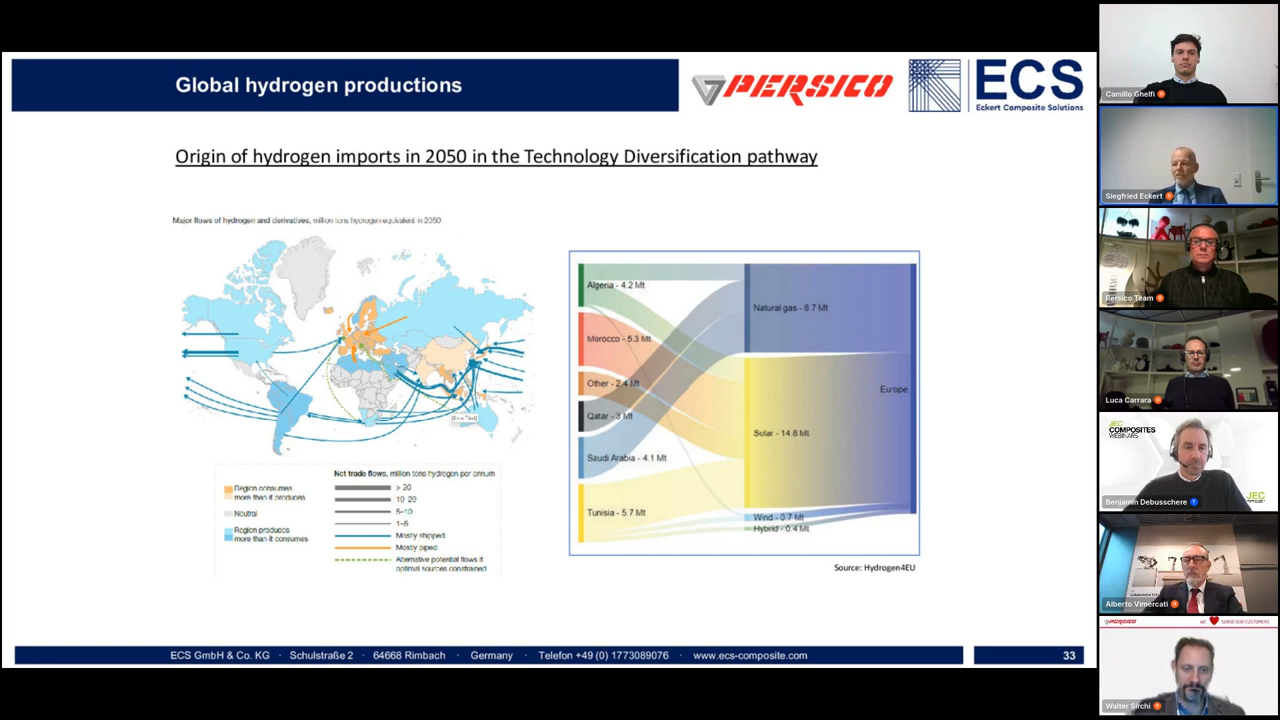 Global hydrogen productions
PERSICO
ECS
Eckert Composite Solutions
Origin of hydrogen imports in 2050 in the Technology Diversification pathway
Major flows of hydrogen and derivatives, million tons hydrogen equivalent in 2050
Net trade flows, million tons hydrogen per annum
Region consumes
more than it produces
Neutral
Region produces
more than it consumes
> 20
10-20
5-10
1-5
Mostly shipped
Mostly piped
Alternative potential flows if
optimal sources constrained
Algeria - 4.2 Mt
Morocco - 5.3 Mt
Other - 2.4 Mt
Qatar - 3 Mt
Saudi Arabia - 4.1 Mt
Tunisia - 5.7 Mt
Natural gas - 8.7 Mt
Solar - 14.8 Mt
Wind - 0.7 Mt
Hybrid - 0.4 Mt
Europe
Source: Hydrogen4EU
ECS GmbH & Co. KG · Schulstraße 2 · 64668 Rimbach · Germany · Telefon +49 (0) 1773089076 · www.ecs-composite.com
33
Camillo Ghelfi
Siegfried Eckert
Persico Team
Luca Carrara
JEC
COMPOSITES
WEBINARS
JEC
Benjamin Debusschere
Alberto Vimercati
PERSICO
WE SERVE OUR CUSTOMERS
Walter Sirchi